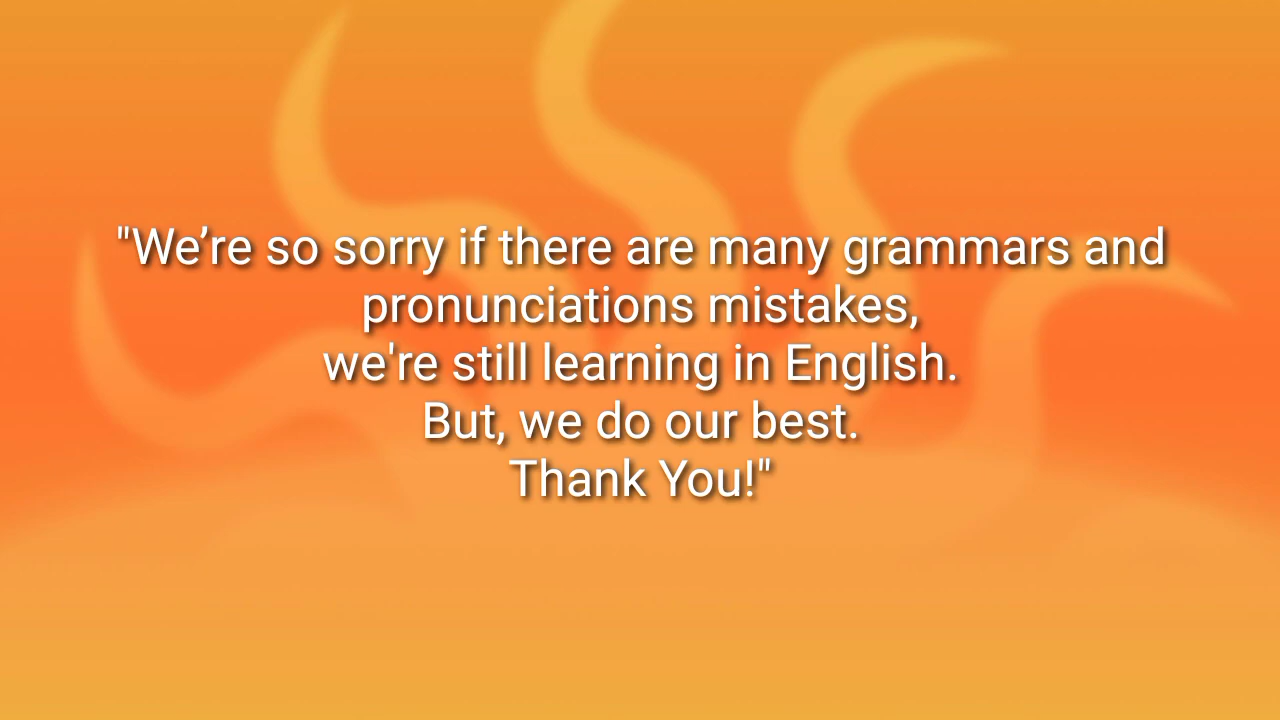 "We’re so sorry if there are many grammars and
pronunciations mistakes,
we're still learning in English.
But, we do our best.
Thank You!"